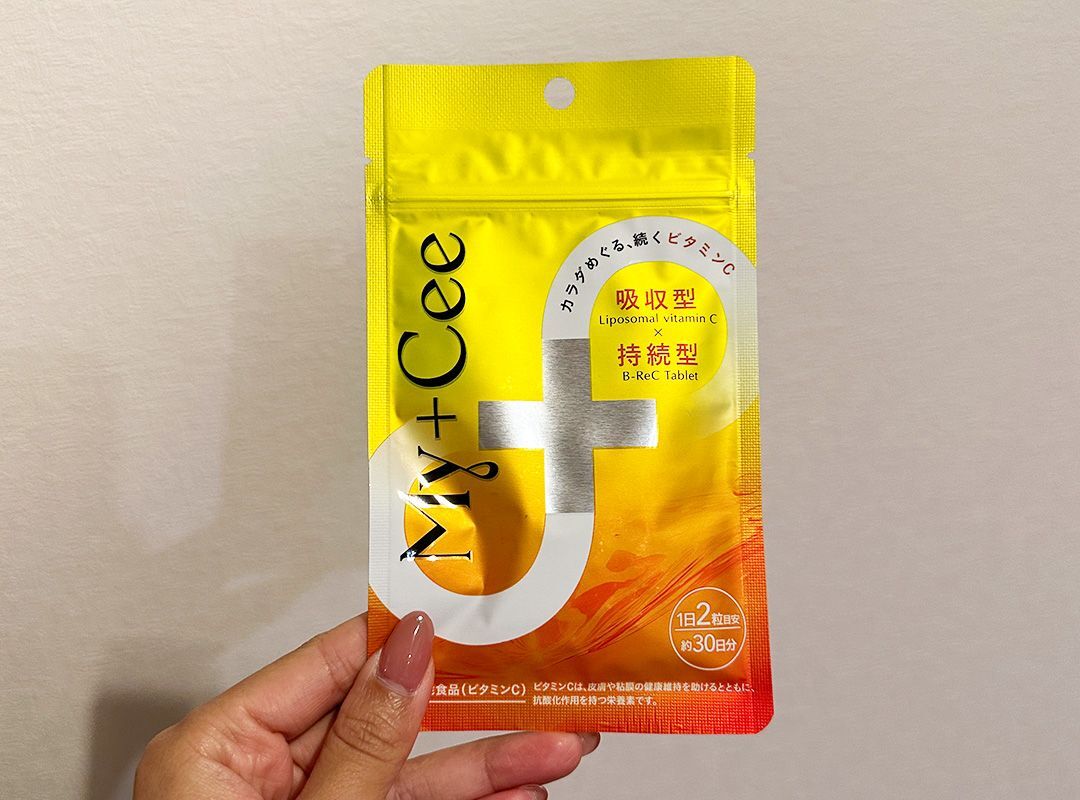 My+Cee
カラダめぐる、続くビタミンC
吸収型
Liposomal vitamin C
×
持続型
B-ReC Tablet
1日2粒目安
約30日分
食品(ビタミンC)
ビタミンCは、皮膚や粘膜の健康維持を助けるとともに、
抗酸化作用を持つ栄養素です。